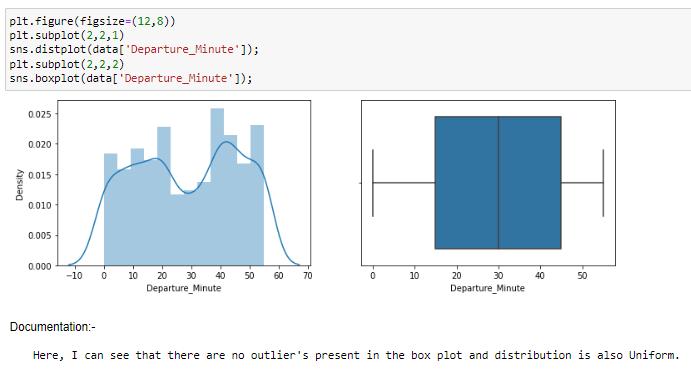 plt.figure(figsize=(12,8))
plt.subplot(2,2,1)
sns.distplot(data['Departure_Minute']);
plt.subplot(2,2,2)
sns.boxplot(data['Departure_Minute']);
0.025
0.020
0.015
0.010
0.005
0.000
Density
−10 0 10 20 30 40 50 60 70
Departure_Minute
0 10 20 30 40 50
Departure_Minute
Documentation:-
Here, I can see that there are no outlier's present in the box plot and distribution is also Uniform.